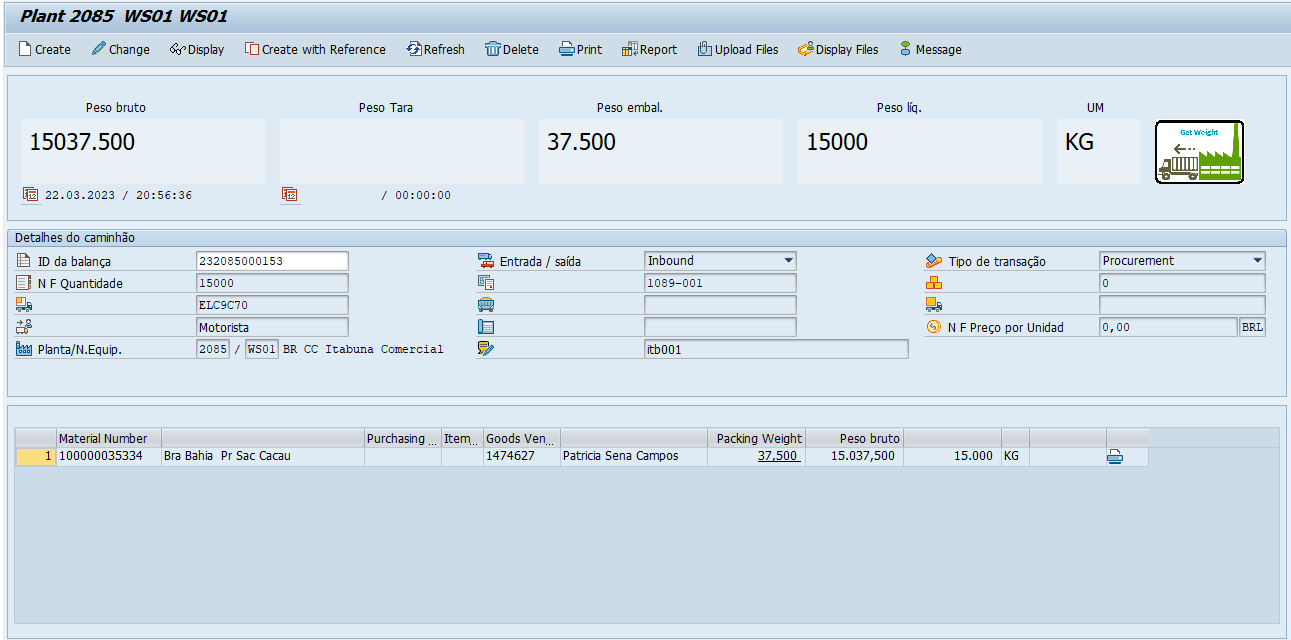 Plant 2085 WS01 WS01
Create Change Display Create with Reference Refresh Delete Print Report Upload Files Display Files Message
Peso bruto Peso Tara Peso embal. Peso líq. UM
Get Weight
15037.500 37.500 15000 KG
22.03.2023 / 20:56:36 / 00:00:00
Detalhes do caminhão
ID da balança 232085000153 Entrada / saída Inbound Tipo de transação Procurement
N F Quantidade 15000 1089-001 0
ELC9C70
Motorista N F Preço por Unidad 0,00 BRL
Planta/N.Equip. 2085 / WS01 BR CC Itabuna Comercial itb001
Material Number Purchasing ... Item... Goods Ven... Packing Weight Peso bruto
1 100000035334 Bra Bahia Pr Sac Cacau 1474627 Patricia Sena Campos 37,500 15.037,500 15.000 KG